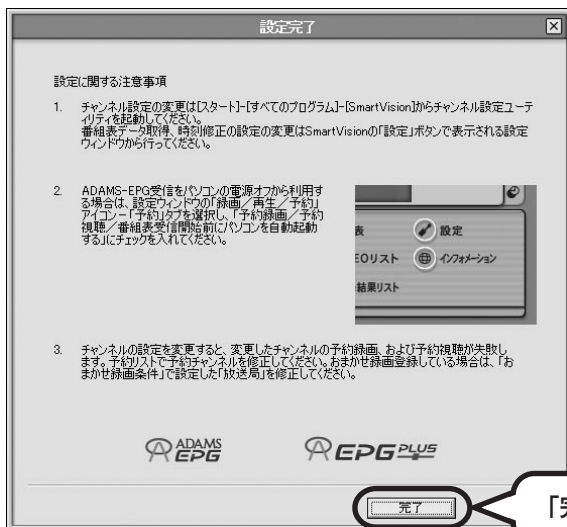 設定完了
設定に関する注意事項
1. チャンネル設定の変更は[スタート]-[すべてのプログラム]-[SmartVision]からチャンネル設定ユーテ
ィリティを起動してください。
番組表データ取得、時刻修正の設定の変更はSmartVisionの「設定」ボタンで表示される設定
ウィンドウから行ってください。
2. ADAMS-EPG受信をパソコンの電源オフから利用す
る場合は、設定ウィンドウの「録画／再生／予約」
アイコン－「予約」タブを選択し、「予約録画／予約
視聴／番組表受信開始前にパソコンを自動起動
する」にチェックを入れてください。
表 設定
EOリスト インフォメーション
結果リスト
3. チャンネルの設定を変更すると、変更したチャンネルの予約録画、および予約視聴が失敗し
ます。予約リストで予約チャンネルを修正してください。おまかせ録画登録している場合は、「お
まかせ録画条件」で設定した「放送局」を修正してください。
ADAMS EPG EPG PLUS
完了
「完